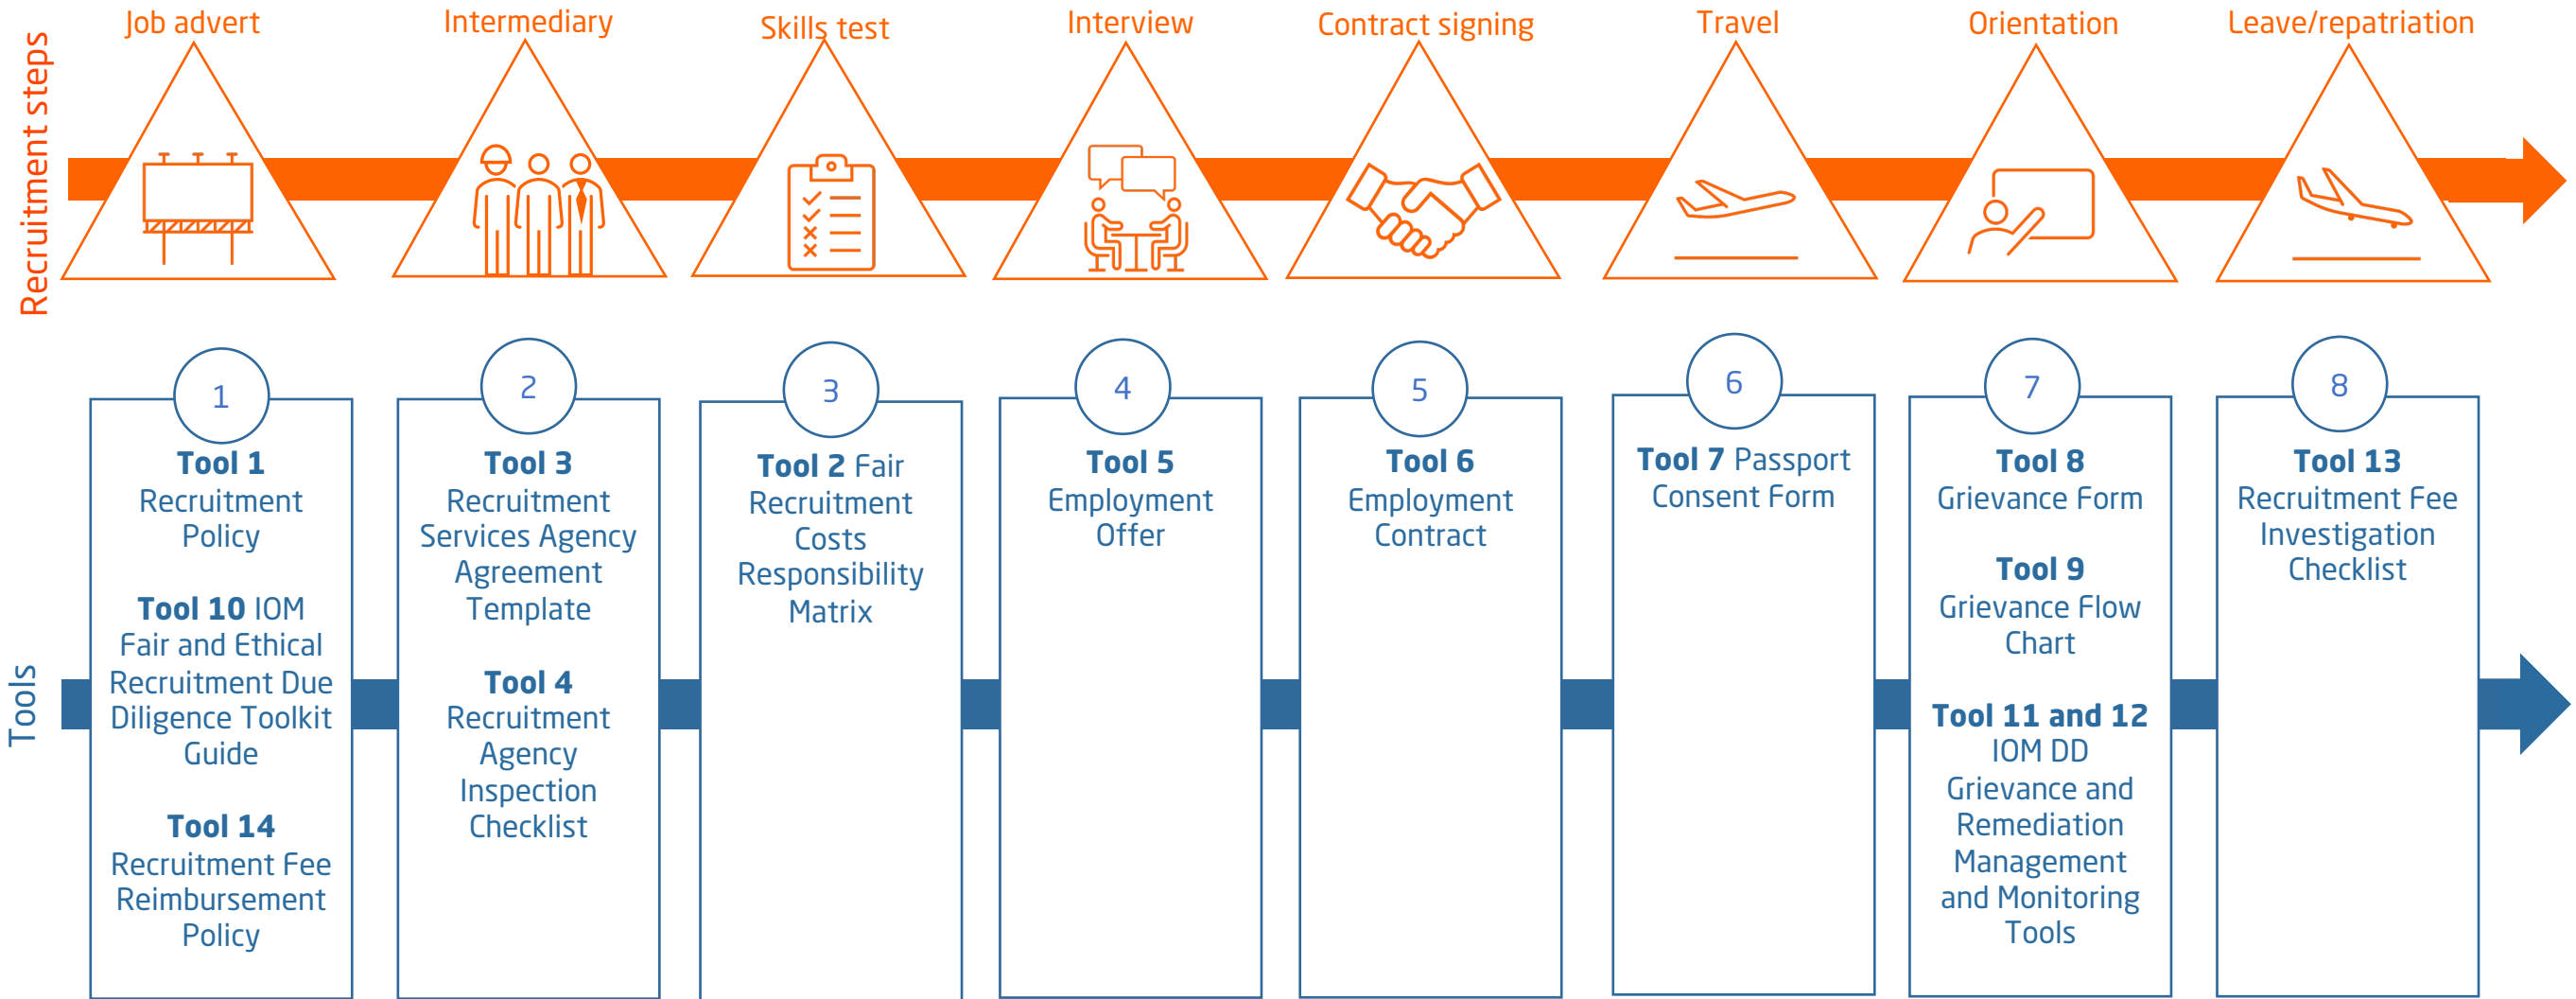 Recruitment steps
Job advert
Intermediary
Skills test
Interview
Contract signing
Travel
Orientation
Leave/repatriation
Tools
1
Tool 1
Recruitment
Policy
Tool 10 IOM
Fair and Ethical
Recruitment Due
Diligence Toolkit
Guide
Tool 14
Recruitment Fee
Reimbursement
Policy
2
Tool 3
Recruitment
Services Agency
Agreement
Template
Tool 4
Recruitment
Agency
Inspection
Checklist
3
Tool 2 Fair
Recruitment
Costs
Responsibility
Matrix
4
Tool 5
Employment
Offer
5
Tool 6
Employment
Contract
6
Tool 7 Passport
Consent Form
7
Tool 8
Grievance Form
Tool 9
Grievance Flow
Chart
Tool 11 and 12
IOM DD
Grievance and
Remediation
Management
and Monitoring
Tools
8
Tool 13
Recruitment Fee
Investigation
Checklist